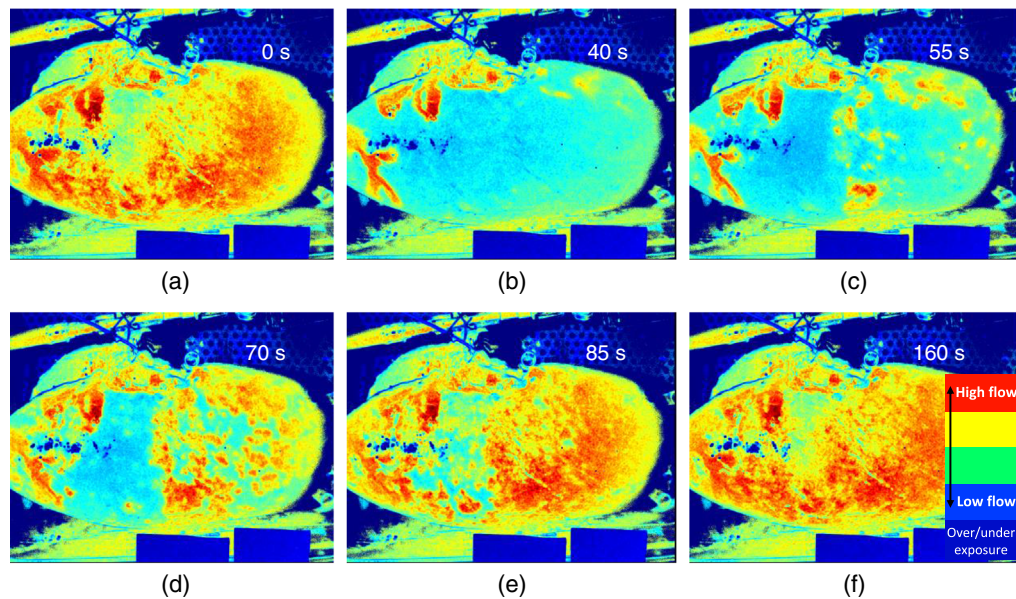 0 s
40 s
55 s
(a)
(b)
(c)
70 s
85 s
160 s
High flow
Low flow
Over/under
exposure
(d)
(e)
(f)